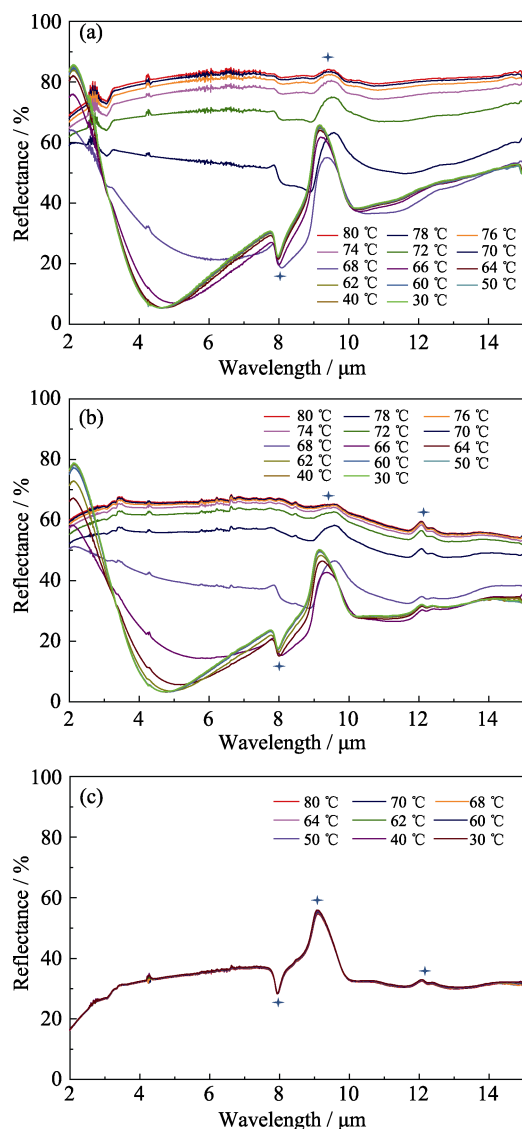 (a)
100
80
60
40
20
0
Reflectance / %
80 ℃ 78 ℃ 76 ℃
74 ℃ 72 ℃ 70 ℃
68 ℃ 66 ℃ 64 ℃
62 ℃ 60 ℃ 50 ℃
40 ℃ 30 ℃
2 4 6 8 10 12 14
Wavelength / μm
(b)
100
80
60
40
20
0
Reflectance / %
80 ℃ 78 ℃ 76 ℃
74 ℃ 72 ℃ 70 ℃
68 ℃ 66 ℃ 64 ℃
62 ℃ 60 ℃ 50 ℃
40 ℃ 30 ℃
2 4 6 8 10 12 14
Wavelength / μm
(c)
100
80
60
40
20
0
Reflectance / %
80 ℃ 70 ℃ 68 ℃
64 ℃ 62 ℃ 60 ℃
50 ℃ 40 ℃ 30 ℃
2 4 6 8 10 12 14
Wavelength / μm